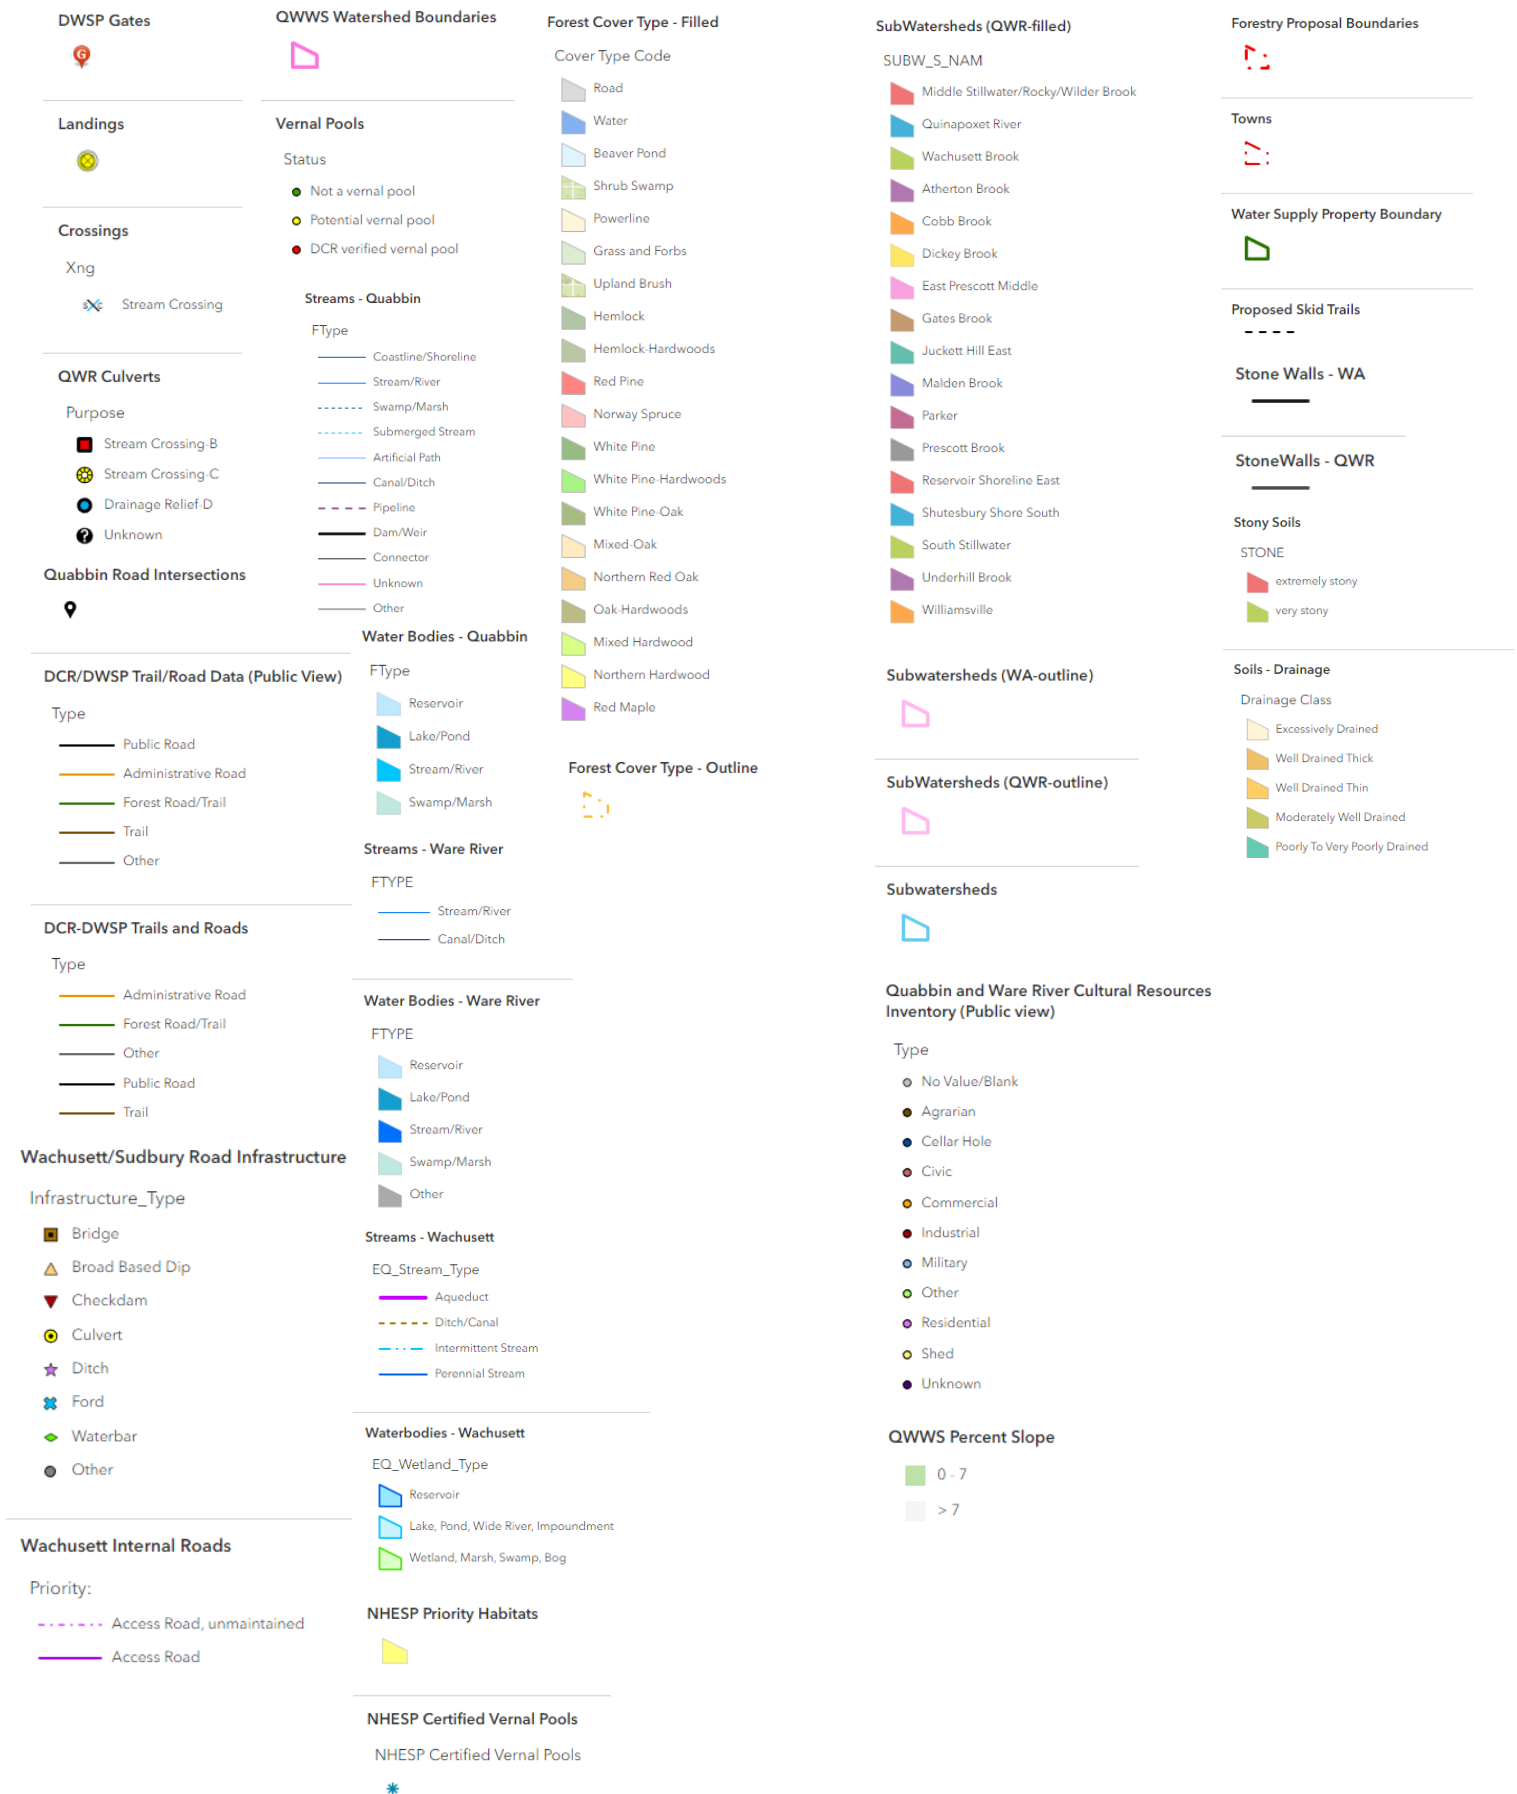 DWSP Gates
G
Landings
Crossings
Xng
Stream Crossing
QWR Culverts
Purpose
Stream Crossing-B
Stream Crossing-C
Drainage Relief-D
?
Unknown
Quabbin Road Intersections
DCR/DWSP Trail/Road Data (Public View)
Type
Public Road
Administrative Road
Forest Road/Trail
Trail
Other
DCR-DWSP Trails and Roads
Type
Administrative Road
Forest Road/Trail
Other
Public Road
Trail
Wachusett/Sudbury Road Infrastructure
Infrastructure_Type
Bridge
Broad Based Dip
Checkdam
Culvert
Ditch
Ford
Waterbar
Other
Wachusett Internal Roads
Priority:
Access Road, unmaintained
Access Road
QWWS Watershed Boundaries
Vernal Pools
Status
Not a vernal pool
Potential vernal pool
DCR verified vernal pool
Streams - Quabbin
FType
Coastline/Shoreline
Stream/River
Swamp/Marsh
Submerged Stream
Artificial Path
Canal/Ditch
Pipeline
Dam/Weir
Connector
Unknown
Other
Water Bodies - Quabbin
FType
Reservoir
Lake/Pond
Stream/River
Swamp/Marsh
Streams - Ware River
FTYPE
Stream/River
Canal/Ditch
Water Bodies - Ware River
FTYPE
Reservoir
Lake/Pond
Stream/River
Swamp/Marsh
Other
Streams - Wachusett
EQ_Stream_Type
Aqueduct
Ditch/Canal
Intermittent Stream
Perennial Stream
Waterbodies - Wachusett
EQ_Wetland_Type
Reservoir
Lake, Pond, Wide River, Impoundment
Wetland, Marsh, Swamp, Bog
NHESP Priority Habitats
NHESP Certified Vernal Pools
NHESP Certified Vernal Pools
Forest Cover Type - Filled
Cover Type Code
Road
Water
Beaver Pond
Shrub Swamp
Powerline
Grass and Forbs
Upland Brush
Hemlock
Hemlock-Hardwoods
Red Pine
Norway Spruce
White Pine
White Pine-Hardwoods
White Pine-Oak
Mixed-Oak
Northern Red Oak
Oak-Hardwoods
Mixed Hardwood
Northern Hardwood
Red Maple
Forest Cover Type - Outline
SubWatersheds (QWR-filled)
SUBW_S_NAM
Middle Stillwater/Rocky/Wilder Brook
Quinapoxet River
Wachusett Brook
Atherton Brook
Cobb Brook
Dickey Brook
East Prescott Middle
Gates Brook
Juckett Hill East
Malden Brook
Parker
Prescott Brook
Reservoir Shoreline East
Shutesbury Shore South
South Stillwater
Underhill Brook
Williamsville
Subwatersheds (WA-outline)
SubWatersheds (QWR-outline)
Subwatersheds
Quabbin and Ware River Cultural Resources
Inventory (Public view)
Type
No Value/Blank
Agrarian
Cellar Hole
Civic
Commercial
Industrial
Military
Other
Residential
Shed
Unknown
QWWS Percent Slope
0 - 7
> 7
Forestry Proposal Boundaries
Towns
Water Supply Property Boundary
Proposed Skid Trails
Stone Walls - WA
StoneWalls - QWR
Stony Soils
STONE
extremely stony
very stony
Soils - Drainage
Drainage Class
Excessively Drained
Well Drained Thick
Well Drained Thin
Moderately Well Drained
Poorly To Very Poorly Drained